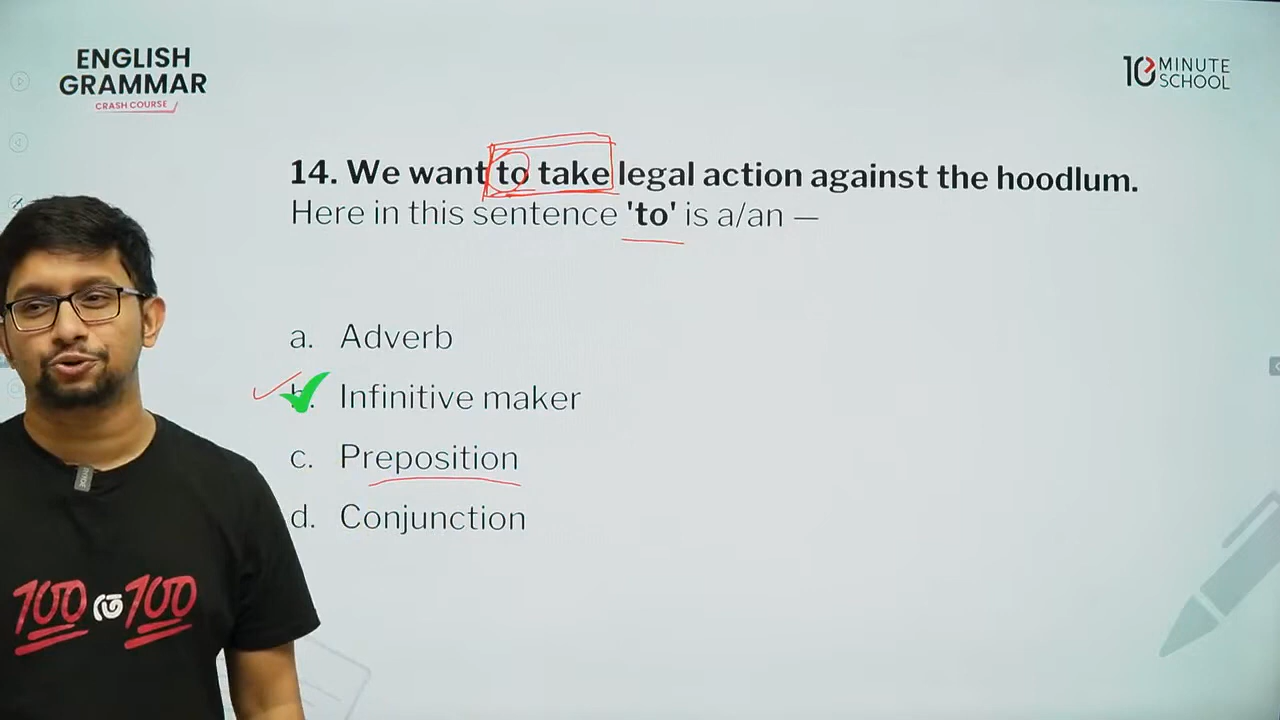 ENGLISH
GRAMMAR
CRASH COURSE
10 MINUTE
SCHOOL
14. We want to take legal action against the hoodlum.
Here in this sentence 'to' is a/an —
a. Adverb
b. Infinitive maker
c. Preposition
d. Conjunction
100 তে 100